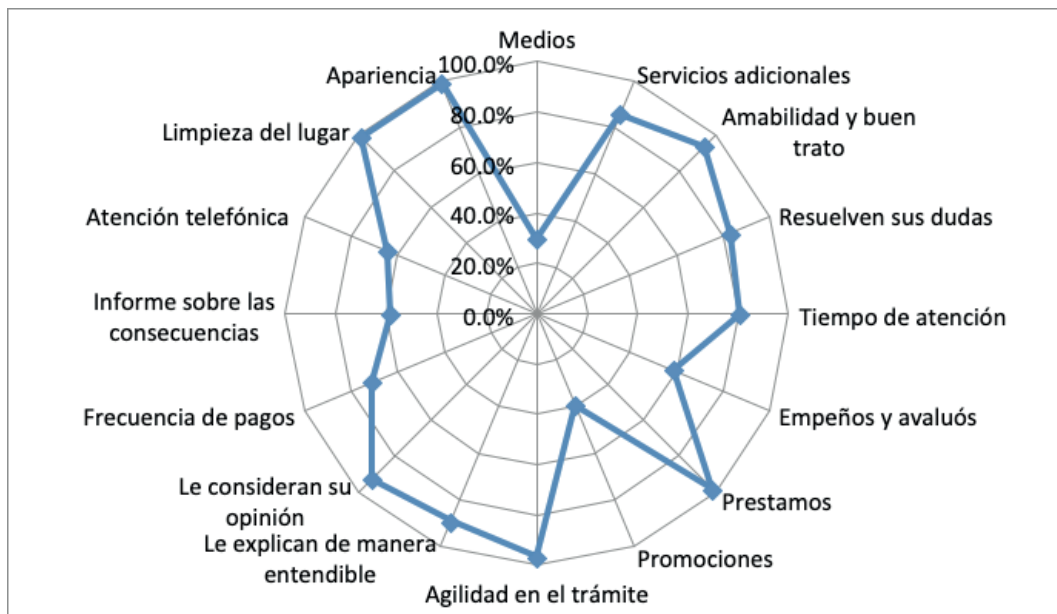 Medios
100.0%
80.0%
60.0%
40.0%
20.0%
0.0%
Servicios adicionales
Amabilidad y buen
trato
Resuelven sus dudas
Tiempo de atención
Empeños y avaluós
Prestamos
Promociones
Agilidad en el trámite
Le explican de manera
entendible
Le consideran su
opinión
Frecuencia de pagos
Informe sobre las
consecuencias
Atención telefónica
Limpieza del lugar
Apariencia